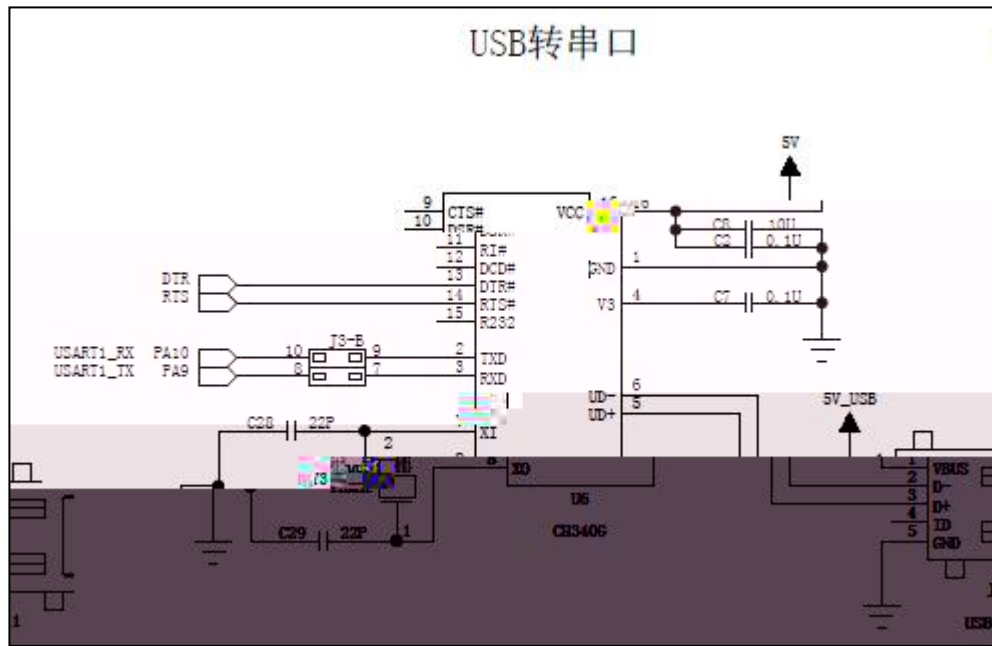 USB转串口
5V
9 CTS# VCC
10
C6 10U
11 RI# C2 0.1U
12 DCD# GND 1
DTR 13 DTR#
RTS 14 RTS# V3 4 C7 0.1U
15 R232
J3-B
USART1_RX PA10 10 9 2 TXD
USART1_TX PA9 8 7 3 RXD
UD- 6
UD+ 5 5V_USB
C28 22P XI
2
8 XO 1 VBUS
2 D-
U6 3 D+
C29 22P 1 CH340G 4 ID
5 GND
1 USB